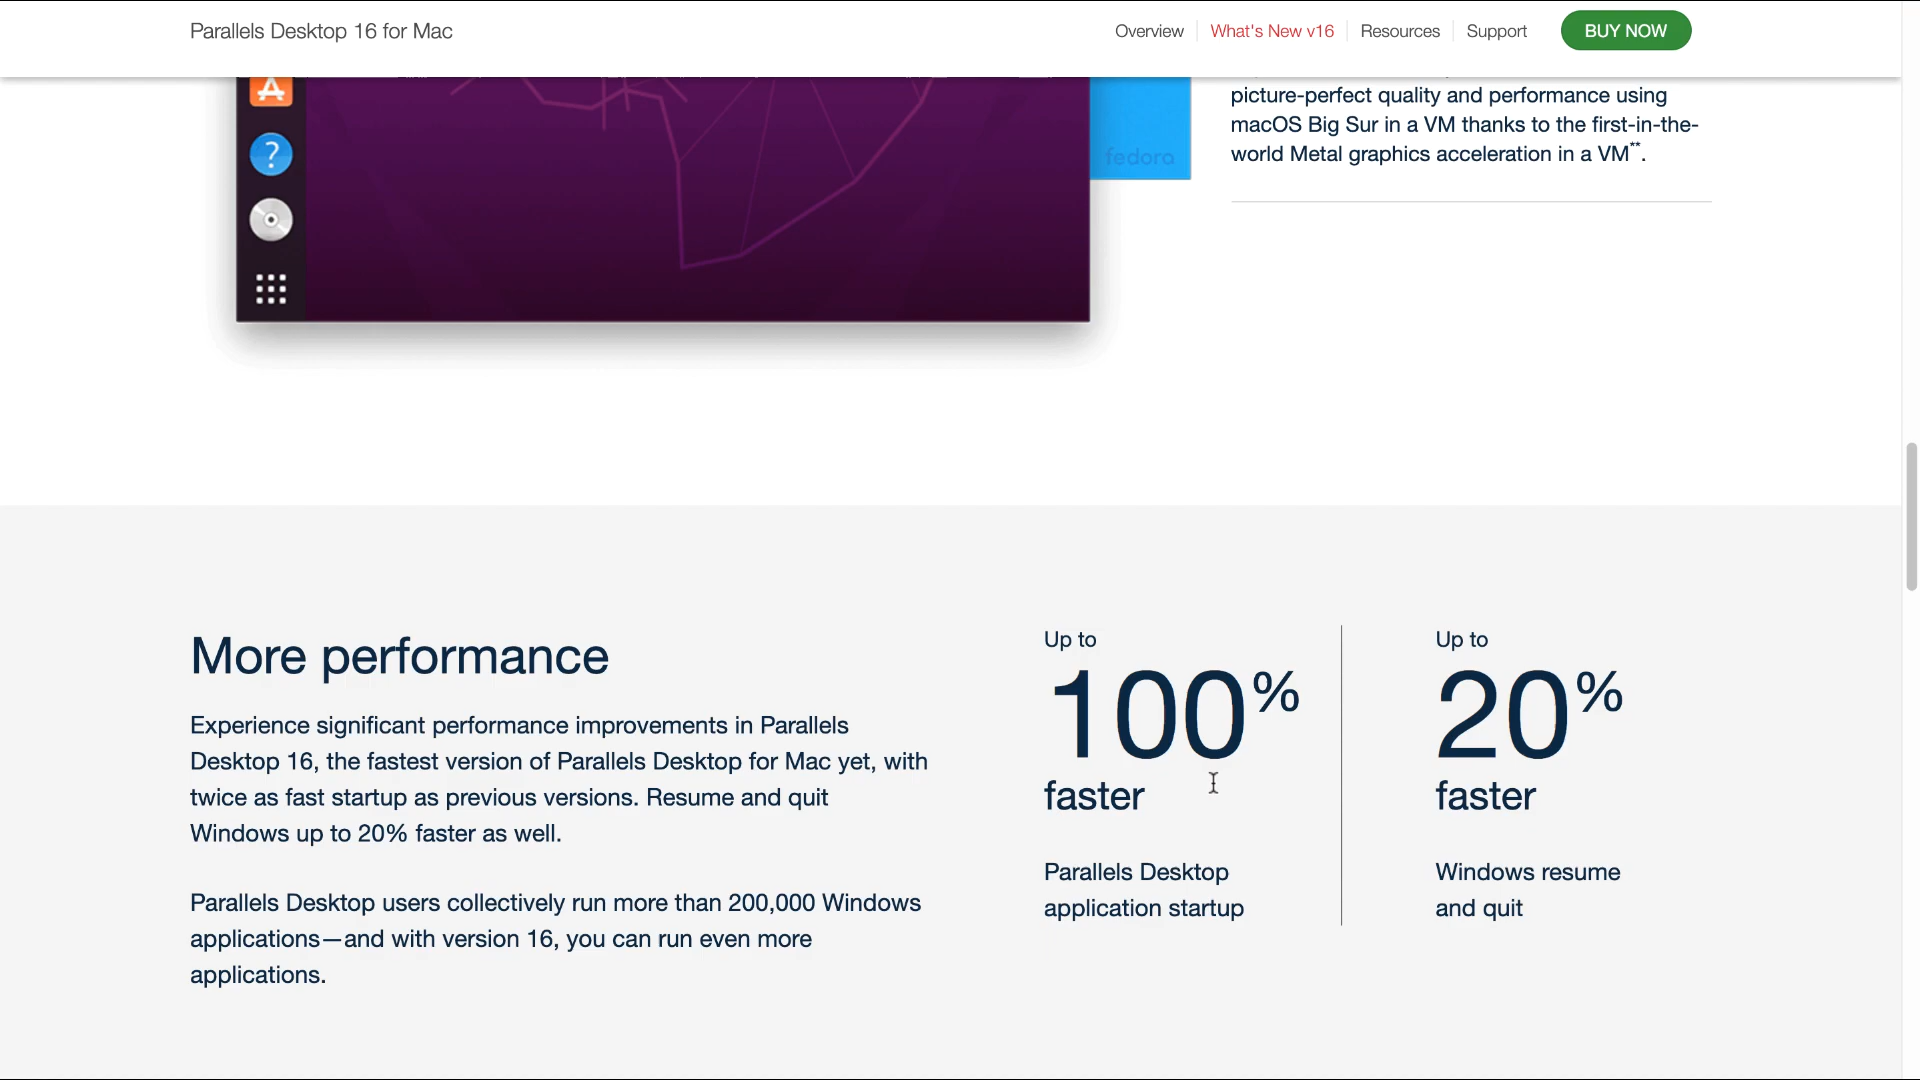 Parallels Desktop 16 for Mac
Overview
What's New v16
Resources
Support
BUY NOW
fedora
picture-perfect quality and performance using
macOS Big Sur in a VM thanks to the first-in-the-
world Metal graphics acceleration in a VM**.
More performance
Experience significant performance improvements in Parallels
Desktop 16, the fastest version of Parallels Desktop for Mac yet, with
twice as fast startup as previous versions. Resume and quit
Windows up to 20% faster as well.
Parallels Desktop users collectively run more than 200,000 Windows
applications—and with version 16, you can run even more
applications.
Up to
100%
faster
Parallels Desktop
application startup
Up to
20%
faster
Windows resume
and quit